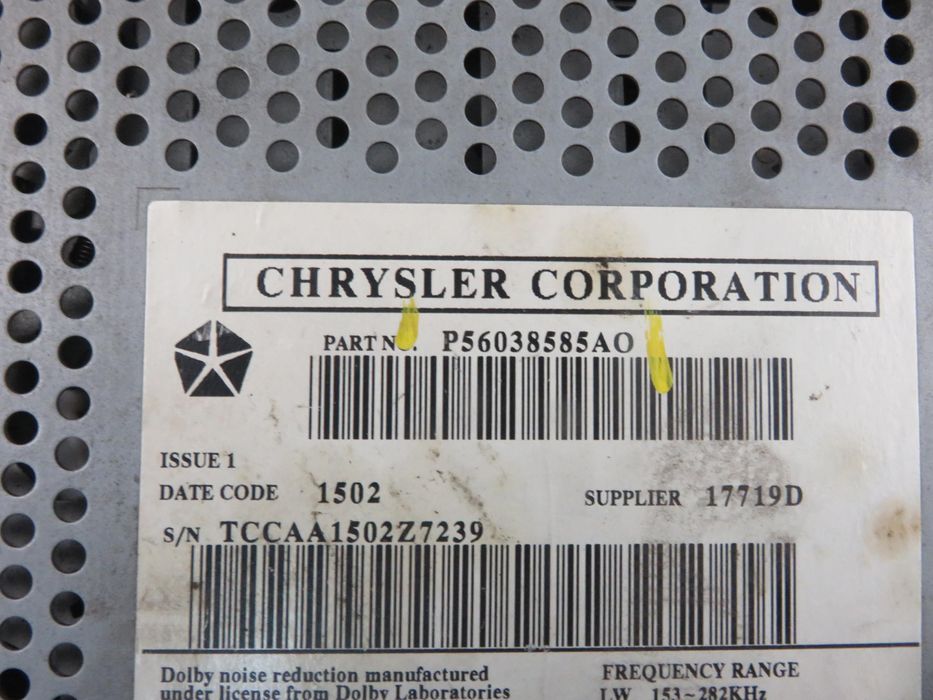 CHRYSLER CORPORATION
PART NO. P56038585AO
ISSUE 1
DATE CODE 1502 SUPPLIER 17719D
S/N TCCAA1502Z7239
Dolby noise reduction manufactured
under license from Dolby Laboratories
FREQUENCY RANGE
LW 153~282KHz